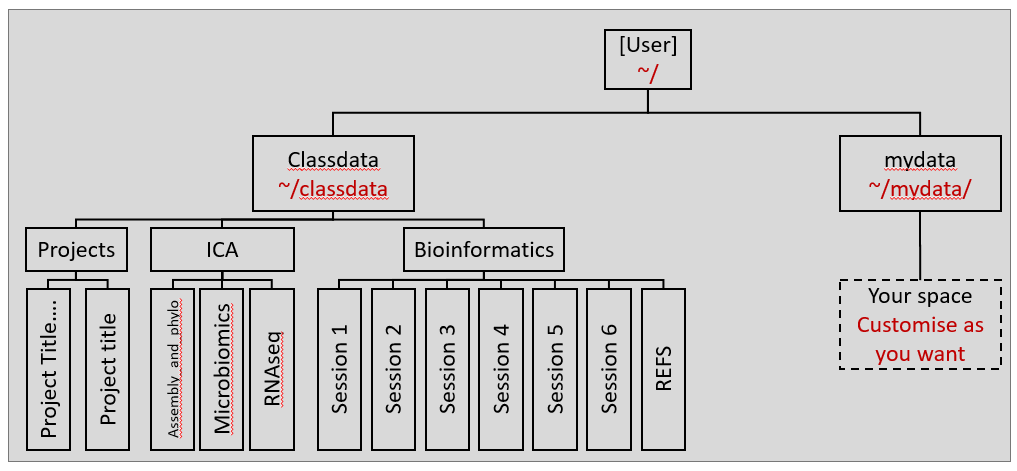 [User]
~/
Classdata
~/classdata
mydata
~/mydata/
Projects
ICA
Bioinformatics
Project Title....
Project title
Assembly_and_phylo
Microbiomics
RNAseq
Session 1
Session 2
Session 3
Session 4
Session 5
Session 6
REFS
Your space
Customise as
you want